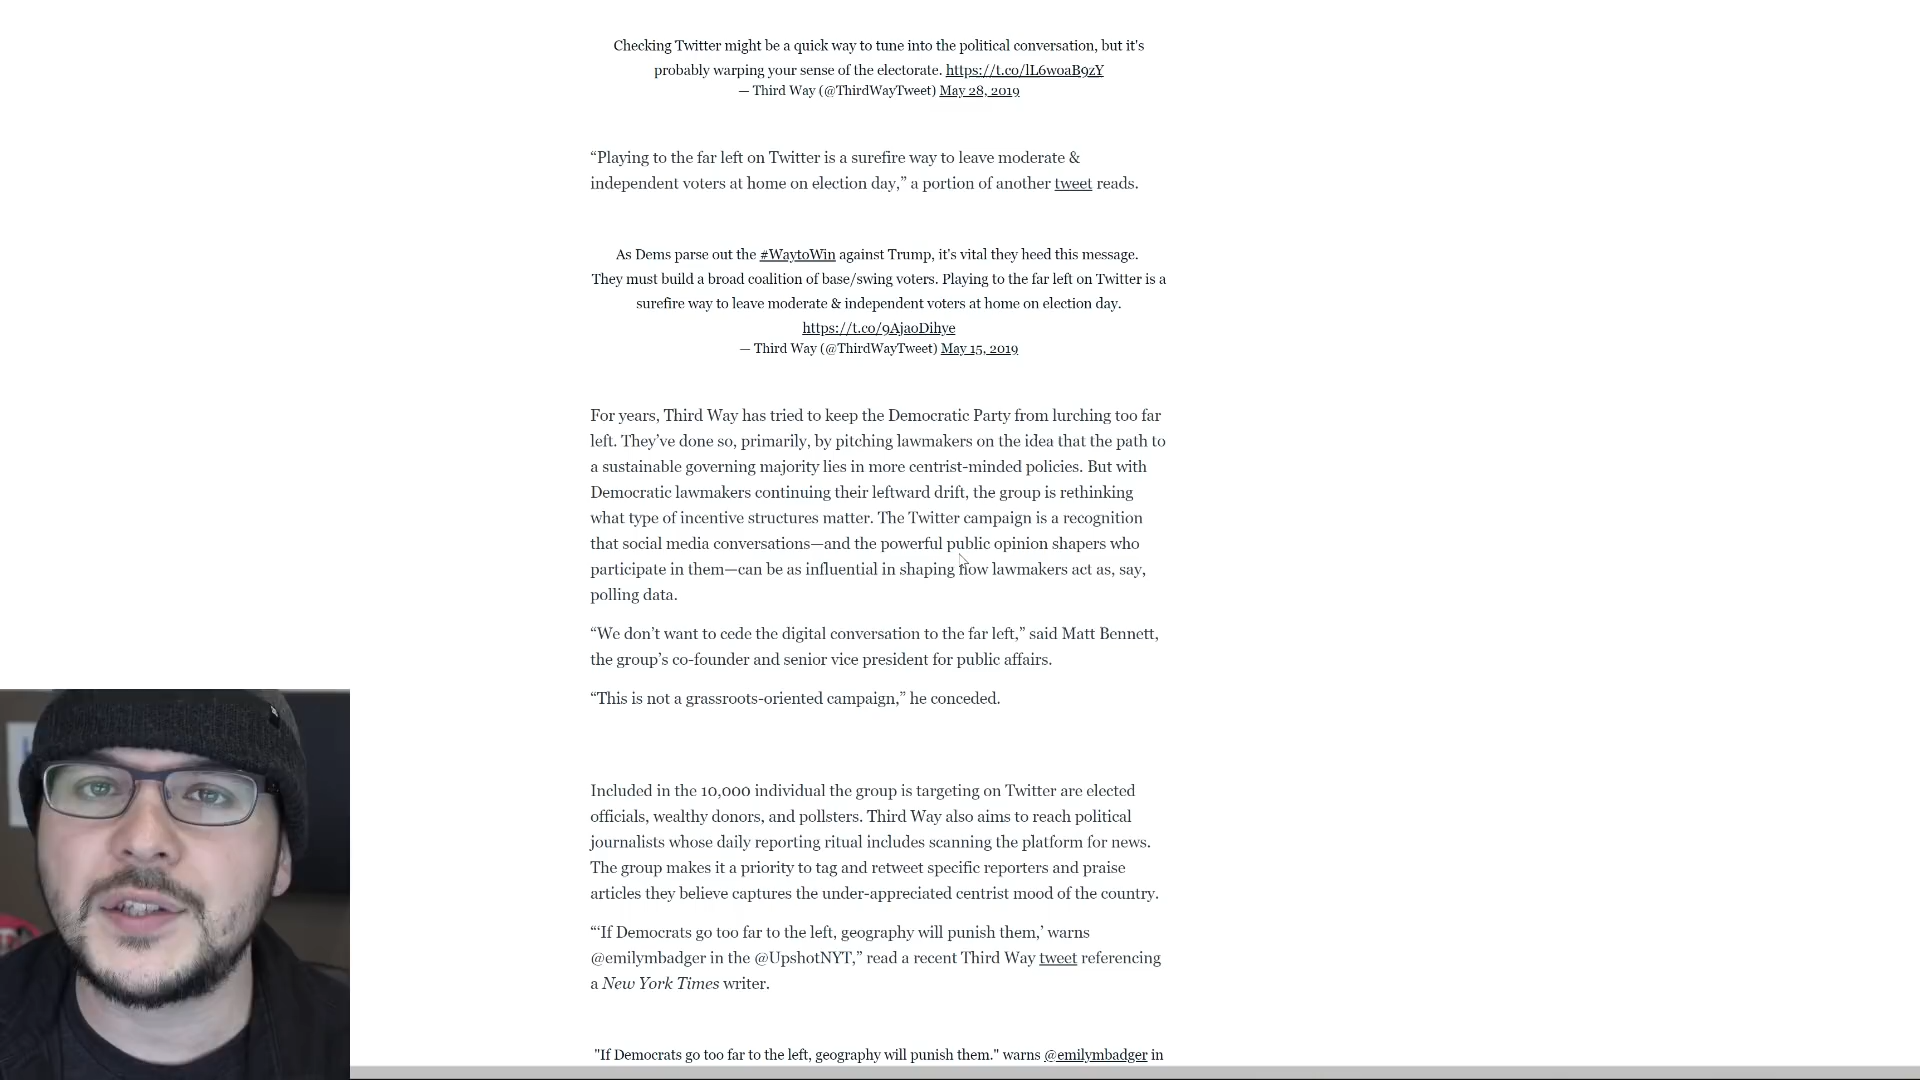 Checking Twitter might be a quick way to tune into the political conversation, but it's
probably warping your sense of the electorate. https://t.co/lL6woaB9zY
— Third Way (@ThirdWayTweet) May 28, 2019
“Playing to the far left on Twitter is a surefire way to leave moderate &
independent voters at home on election day,” a portion of another tweet reads.
As Dems parse out the #WaytoWin against Trump, it's vital they heed this message.
They must build a broad coalition of base/swing voters. Playing to the far left on Twitter is a
surefire way to leave moderate & independent voters at home on election day.
https://t.co/9AjaoDihye
— Third Way (@ThirdWayTweet) May 15, 2019
For years, Third Way has tried to keep the Democratic Party from lurching too far
left. They’ve done so, primarily, by pitching lawmakers on the idea that the path to
a sustainable governing majority lies in more centrist-minded policies. But with
Democratic lawmakers continuing their leftward drift, the group is rethinking
what type of incentive structures matter. The Twitter campaign is a recognition
that social media conversations—and the powerful public opinion shapers who
participate in them—can be as influential in shaping how lawmakers act as, say,
polling data.
“We don’t want to cede the digital conversation to the far left,” said Matt Bennett,
the group’s co-founder and senior vice president for public affairs.
“This is not a grassroots-oriented campaign,” he conceded.
Included in the 10,000 individual the group is targeting on Twitter are elected
officials, wealthy donors, and pollsters. Third Way also aims to reach political
journalists whose daily reporting ritual includes scanning the platform for news.
The group makes it a priority to tag and retweet specific reporters and praise
articles they believe captures the under-appreciated centrist mood of the country.
“‘If Democrats go too far to the left, geography will punish them,’ warns
@emilymbadger in the @UpshotNYT,” read a recent Third Way tweet referencing
a New York Times writer.
"If Democrats go too far to the left, geography will punish them." warns @emilymbadger in